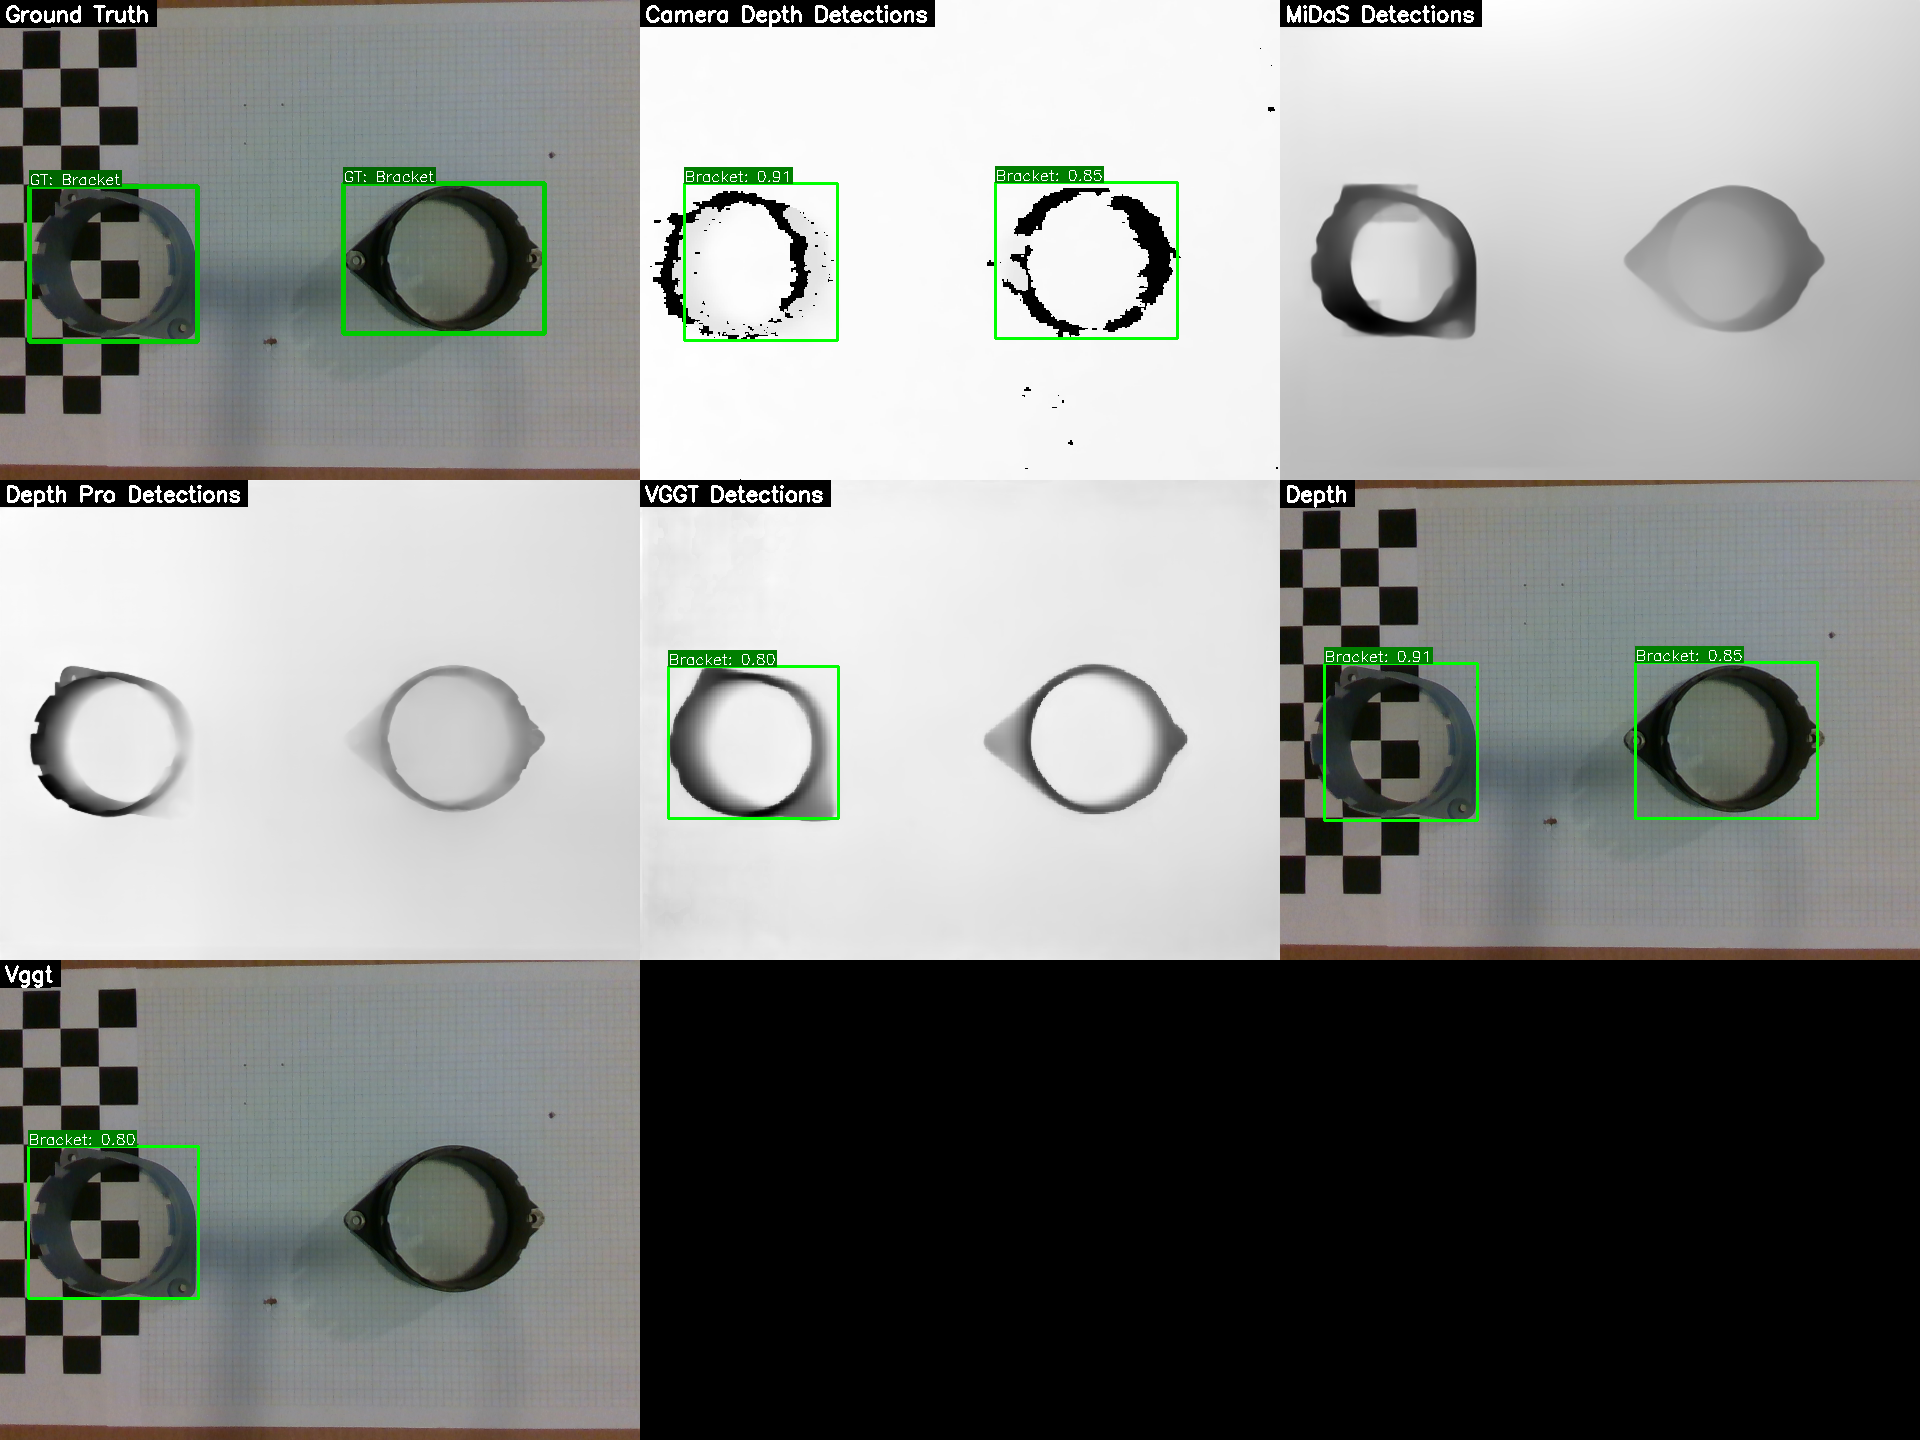 Ground Truth
Camera Depth Detections
MiDaS Detections
GT: Bracket
GT: Bracket
Bracket: 0.91
Bracket: 0.85
Depth Pro Detections
VGGT Detections
Depth
Bracket: 0.80
Bracket: 0.91
Bracket: 0.85
Vggt
Bracket: 0.80